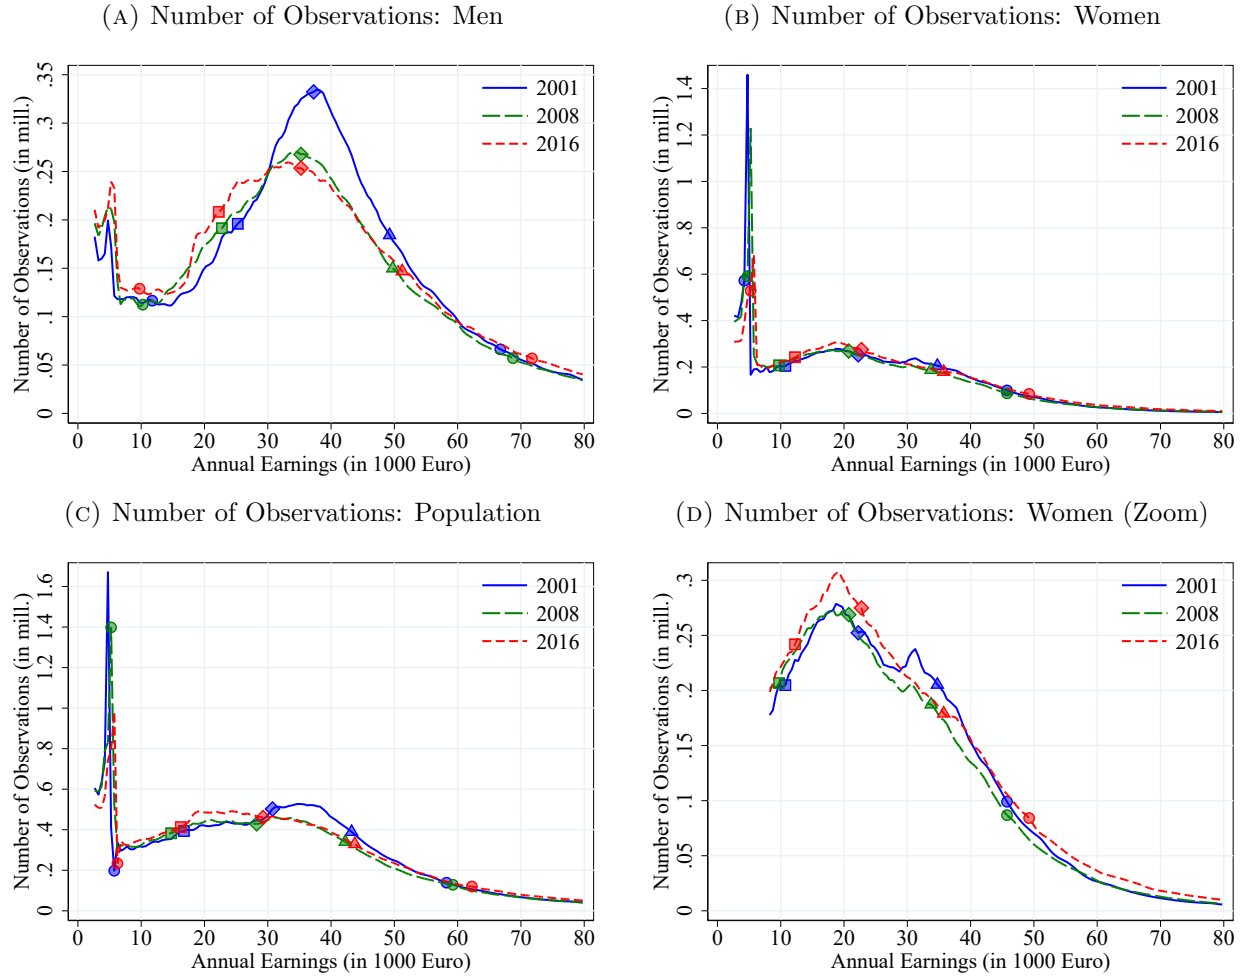 (A) Number of Observations: Men
Number of Observations (in mill.)
0 .05 .1 .15 .2 .25 .3 .35
2001
2008
2016
0 10 20 30 40 50 60 70 80
Annual Earnings (in 1000 Euro)
(B) Number of Observations: Women
Number of Observations (in mill.)
0 .2 .4 .6 .8 1 1.2 1.4
2001
2008
2016
0 10 20 30 40 50 60 70 80
Annual Earnings (in 1000 Euro)
(C) Number of Observations: Population
Number of Observations (in mill.)
0 .2 .4 .6 .8 1 1.2 1.4 1.6
2001
2008
2016
0 10 20 30 40 50 60 70 80
Annual Earnings (in 1000 Euro)
(D) Number of Observations: Women (Zoom)
Number of Observations (in mill.)
0 .05 .1 .15 .2 .25 .3
2001
2008
2016
0 10 20 30 40 50 60 70 80
Annual Earnings (in 1000 Euro)